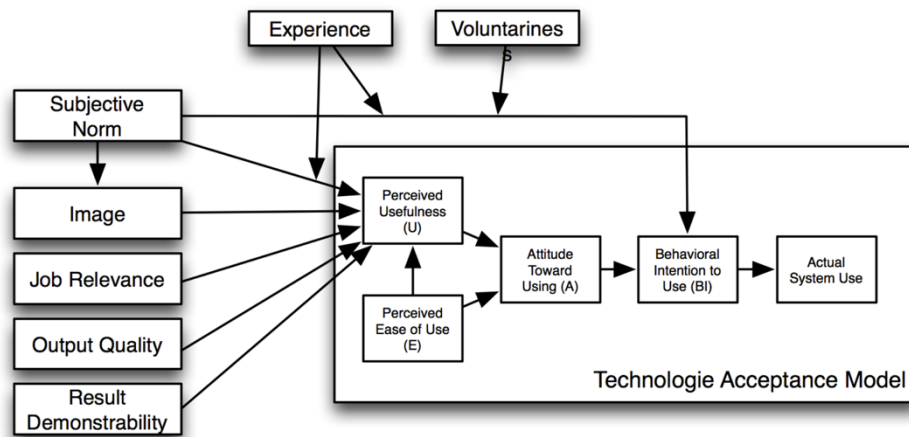 Experience
Voluntarines
s
Subjective
Norm
Image
Job Relevance
Output Quality
Result
Demonstrability
Perceived
Usefulness
(U)
Perceived
Ease of Use
(E)
Attitude
Toward
Using (A)
Behavioral
Intention to
Use (BI)
Actual
System Use
Technologie Acceptance Model